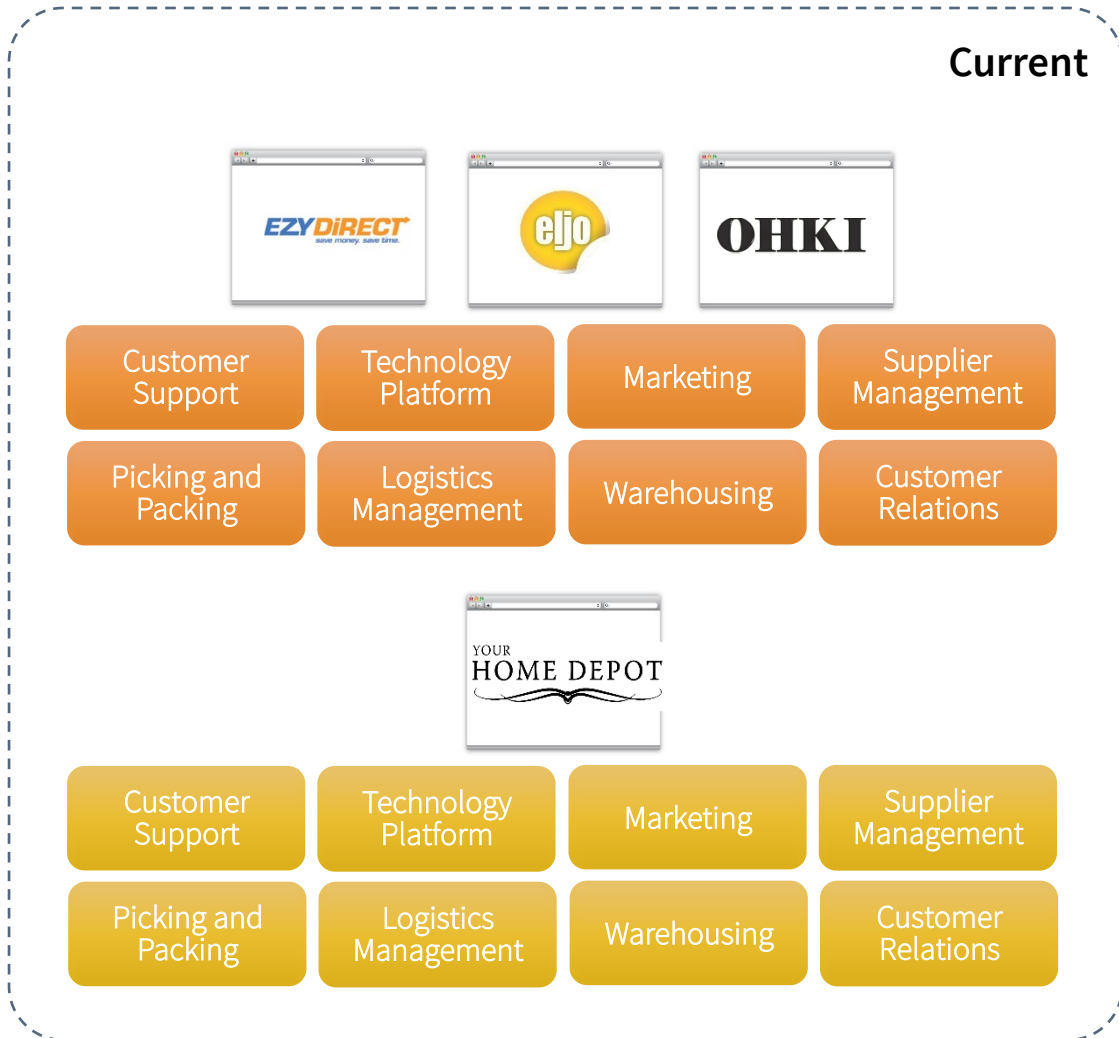 Current
EZYDiRECT
save money. save time.
eljo
OHKI
Customer
Support
Technology
Platform
Marketing
Supplier
Management
Picking and
Packing
Logistics
Management
Warehousing
Customer
Relations
YOUR
HOME DEPOT
Customer
Support
Technology
Platform
Marketing
Supplier
Management
Picking and
Packing
Logistics
Management
Warehousing
Customer
Relations